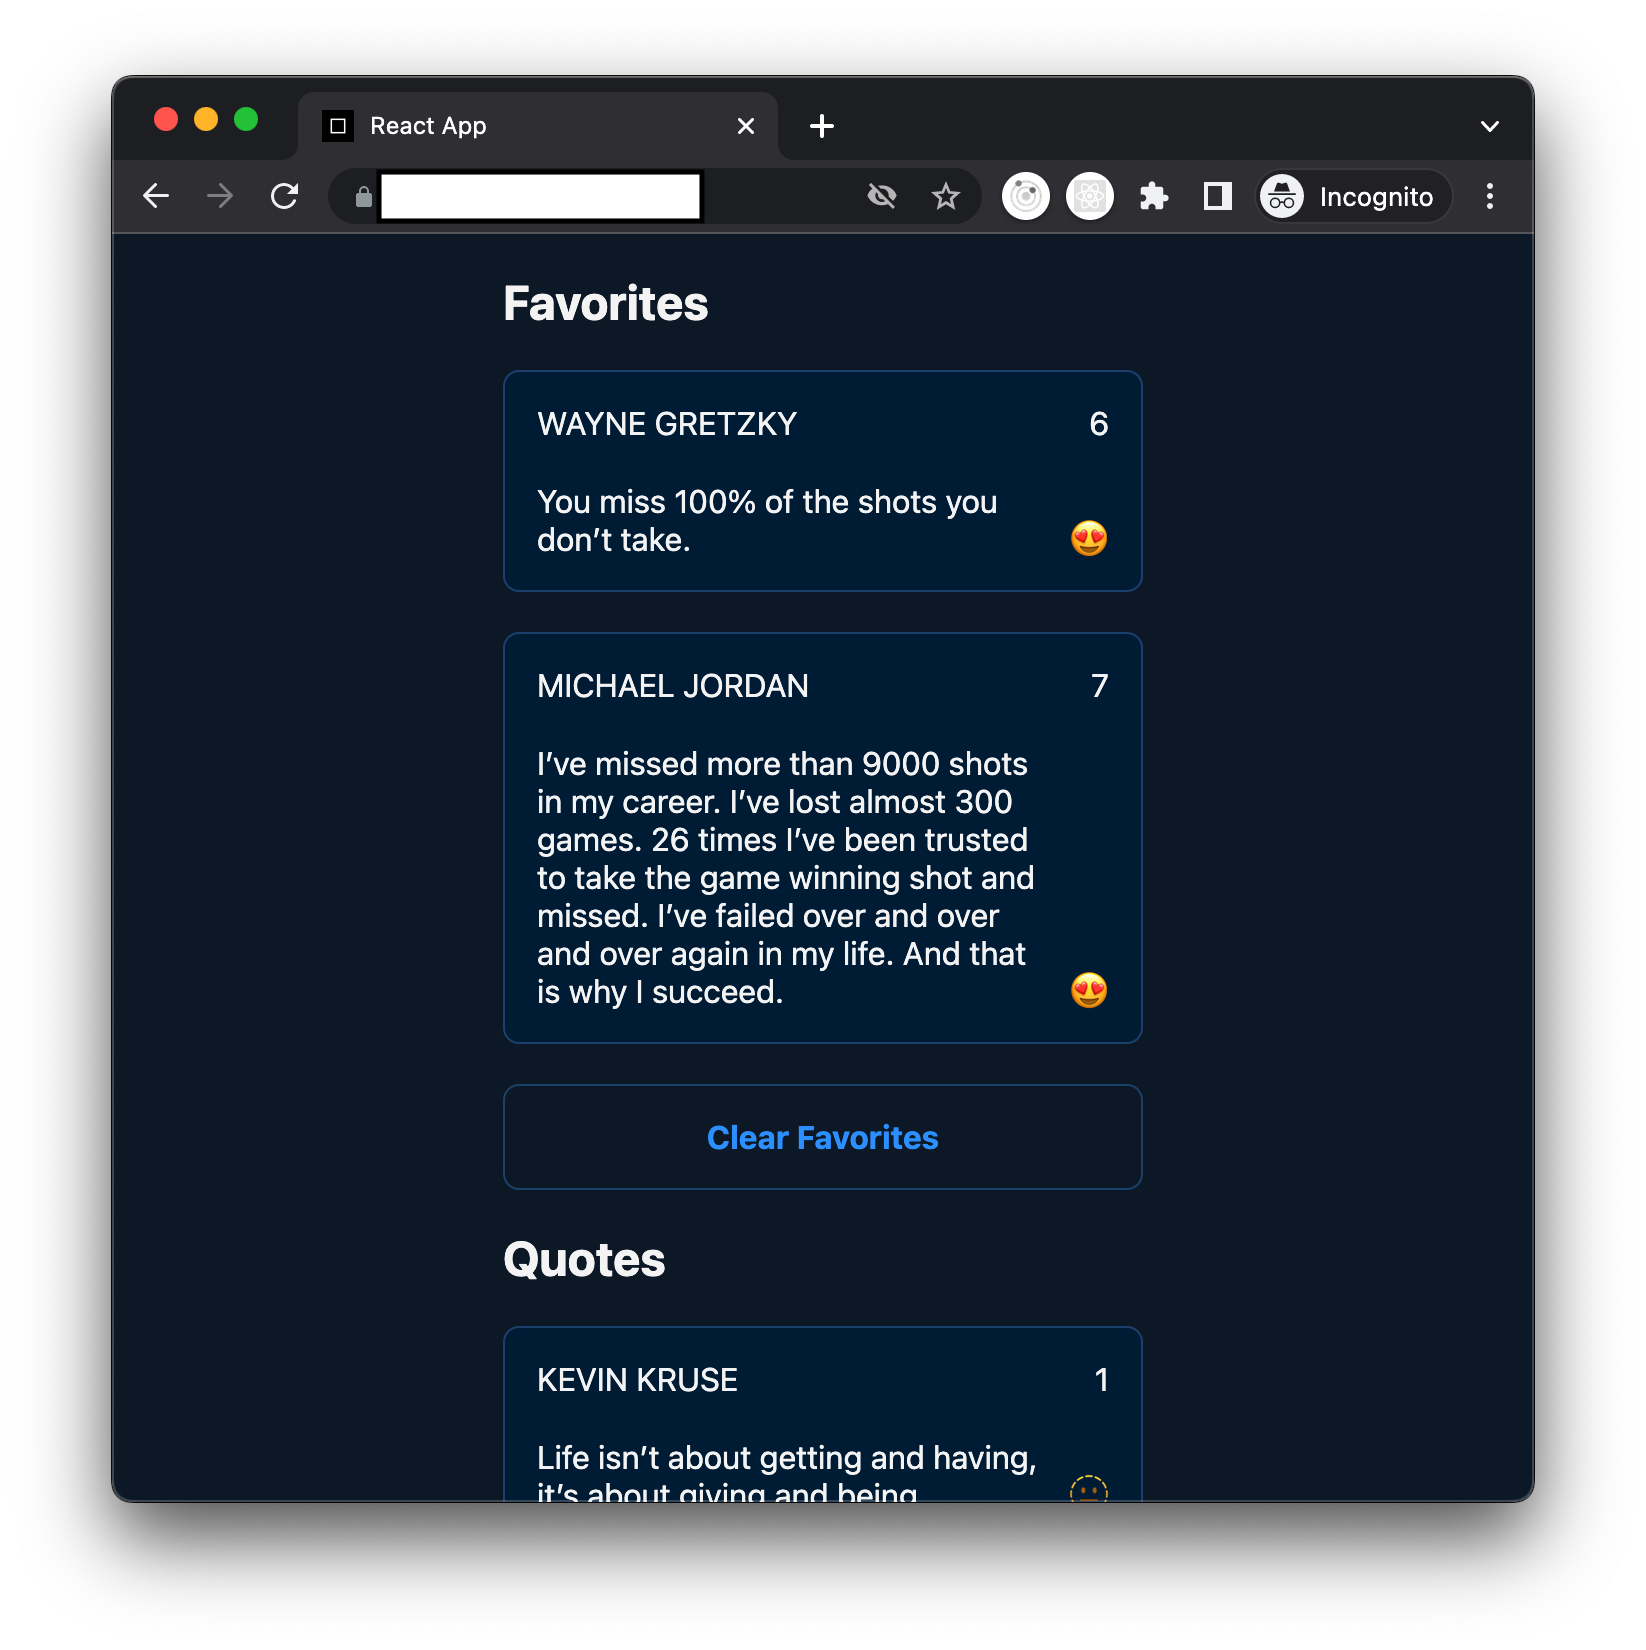 React App
Incognito
Favorites
WAYNE GRETZKY 6
You miss 100% of the shots you
don’t take.
MICHAEL JORDAN 7
I’ve missed more than 9000 shots
in my career. I’ve lost almost 300
games. 26 times I’ve been trusted
to take the game winning shot and
missed. I’ve failed over and over
and over again in my life. And that
is why I succeed.
Clear Favorites
Quotes
KEVIN KRUSE 1
Life isn’t about getting and having,
it’s about giving and being